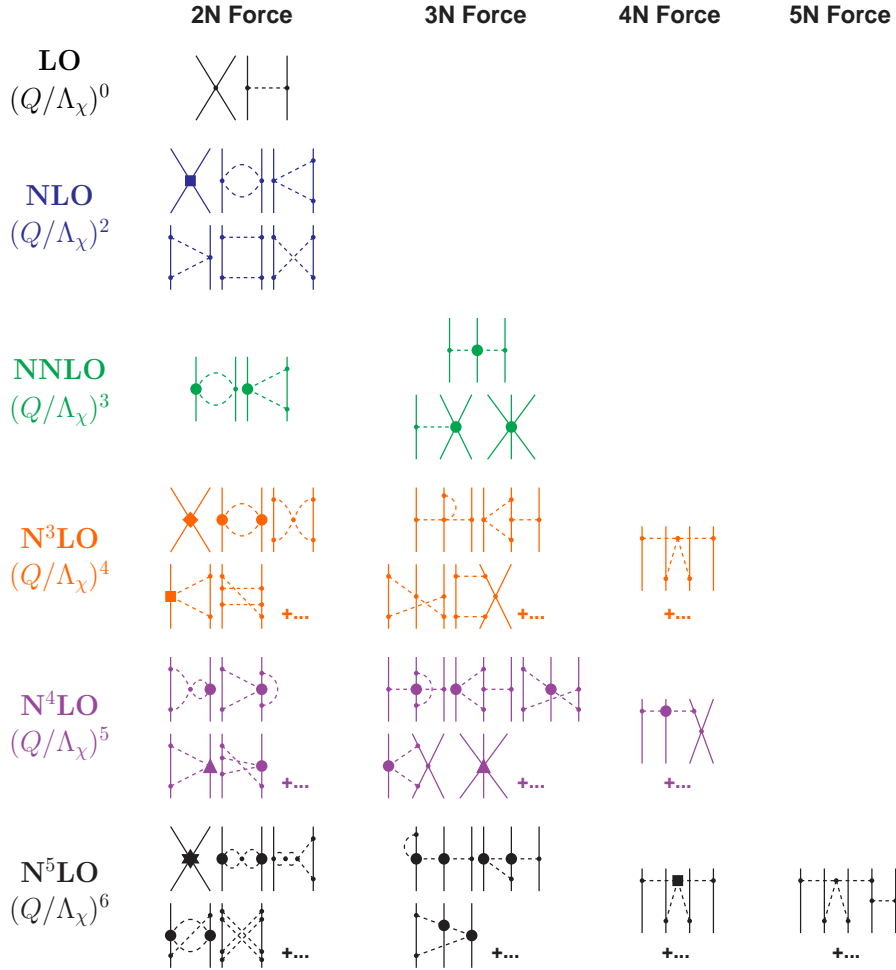 2N Force 3N Force 4N Force 5N Force
LO
(Q/Λχ)⁰
NLO
(Q/Λχ)²
NNLO
(Q/Λχ)³
N³LO
(Q/Λχ)⁴
+... +... +...
N⁴LO
(Q/Λχ)⁵
+... +... +...
N⁵LO
(Q/Λχ)⁶
+... +... +... +...